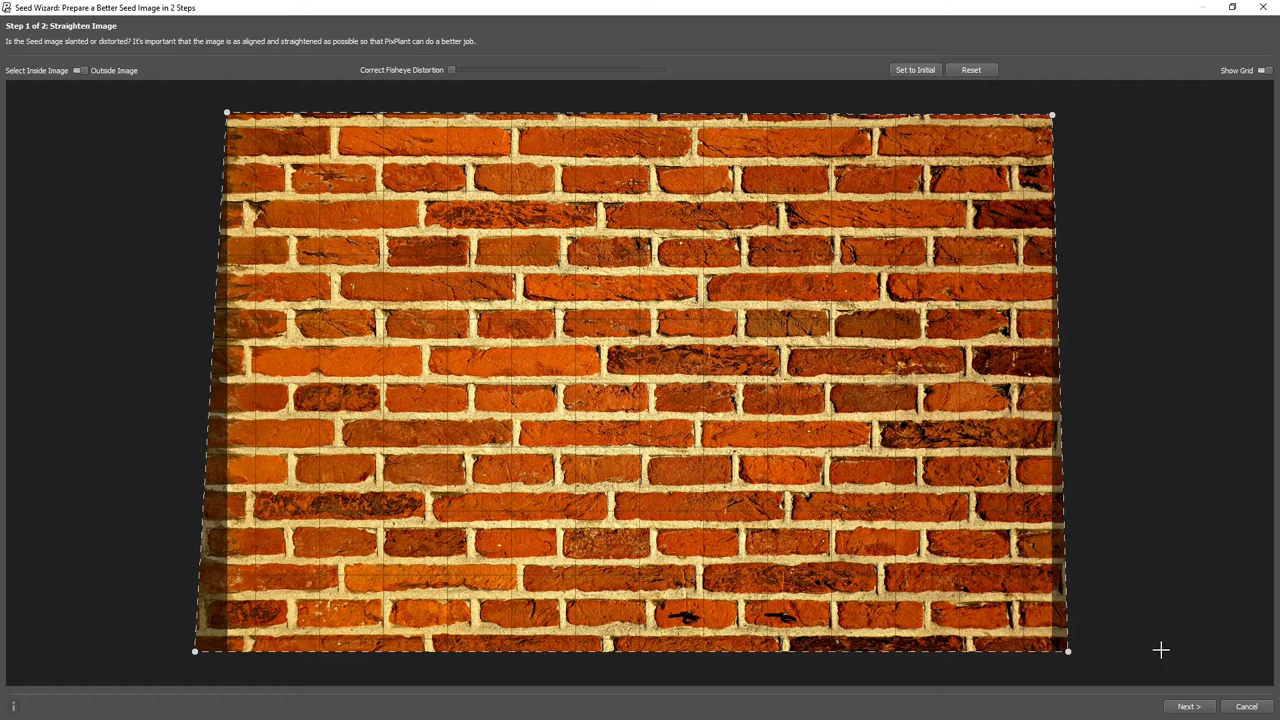 Seed Wizard: Prepare a Better Seed Image in 2 Steps
Step 1 of 2: Straighten Image
Is the Seed image slanted or distorted? It's important that the image is as aligned and straightened as possible so that PixPlant can do a better job.
Select Inside Image Outside Image Correct Fisheye Distortion Set to Initial Reset Show Grid
i Next > Cancel